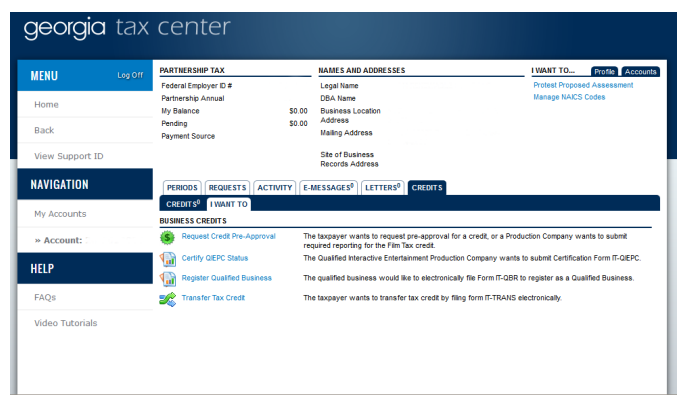 georgia tax center
MENU Log Off
Home
Back
View Support ID
NAVIGATION
My Accounts
» Account:
HELP
FAQs
Video Tutorials
PARTNERSHIP TAX
Federal Employer ID #
Partnership Annual
My Balance $0.00
Pending $0.00
Payment Source
NAMES AND ADDRESSES
Legal Name
DBA Name
Business Location
Address
Mailing Address
Site of Business
Records Address
I WANT TO... Profile Accounts
Protest Proposed Assessment
Manage NAICS Codes
PERIODS REQUESTS ACTIVITY E-MESSAGES0 LETTERS0 CREDITS
CREDITS0 I WANT TO
BUSINESS CREDITS
Request Credit Pre-Approval The taxpayer wants to request pre-approval for a credit, or a Production Company wants to submit
required reporting for the Film Tax credit.
Certify QIEPC Status The Qualified Interactive Entertainment Production Company wants to submit Certification Form IT-QIEPC.
Register Qualified Business The qualified business would like to electronically file Form IT-QBR to register as a Qualified Business.
Transfer Tax Credit The taxpayer wants to transfer tax credit by filing form IT-TRANS electronically.